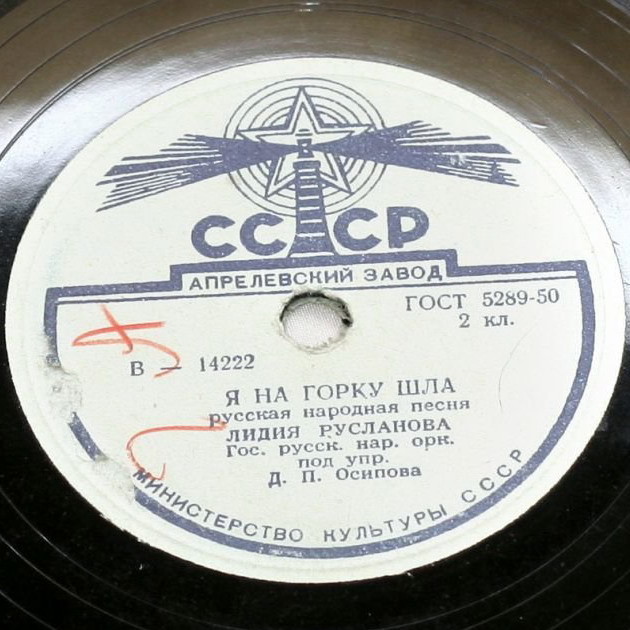 СССР
АПРЕЛЕВСКИЙ ЗАВОД
ГОСТ 5289-50
2 кл.
В — 14222
Я НА ГОРКУ ШЛА
русская народная песня
ЛИДИЯ РУСЛАНОВА
Гос. русск. нар. орк.
под упр.
Д. П. Осипова
МИНИСТЕРСТВО КУЛЬТУРЫ СССР